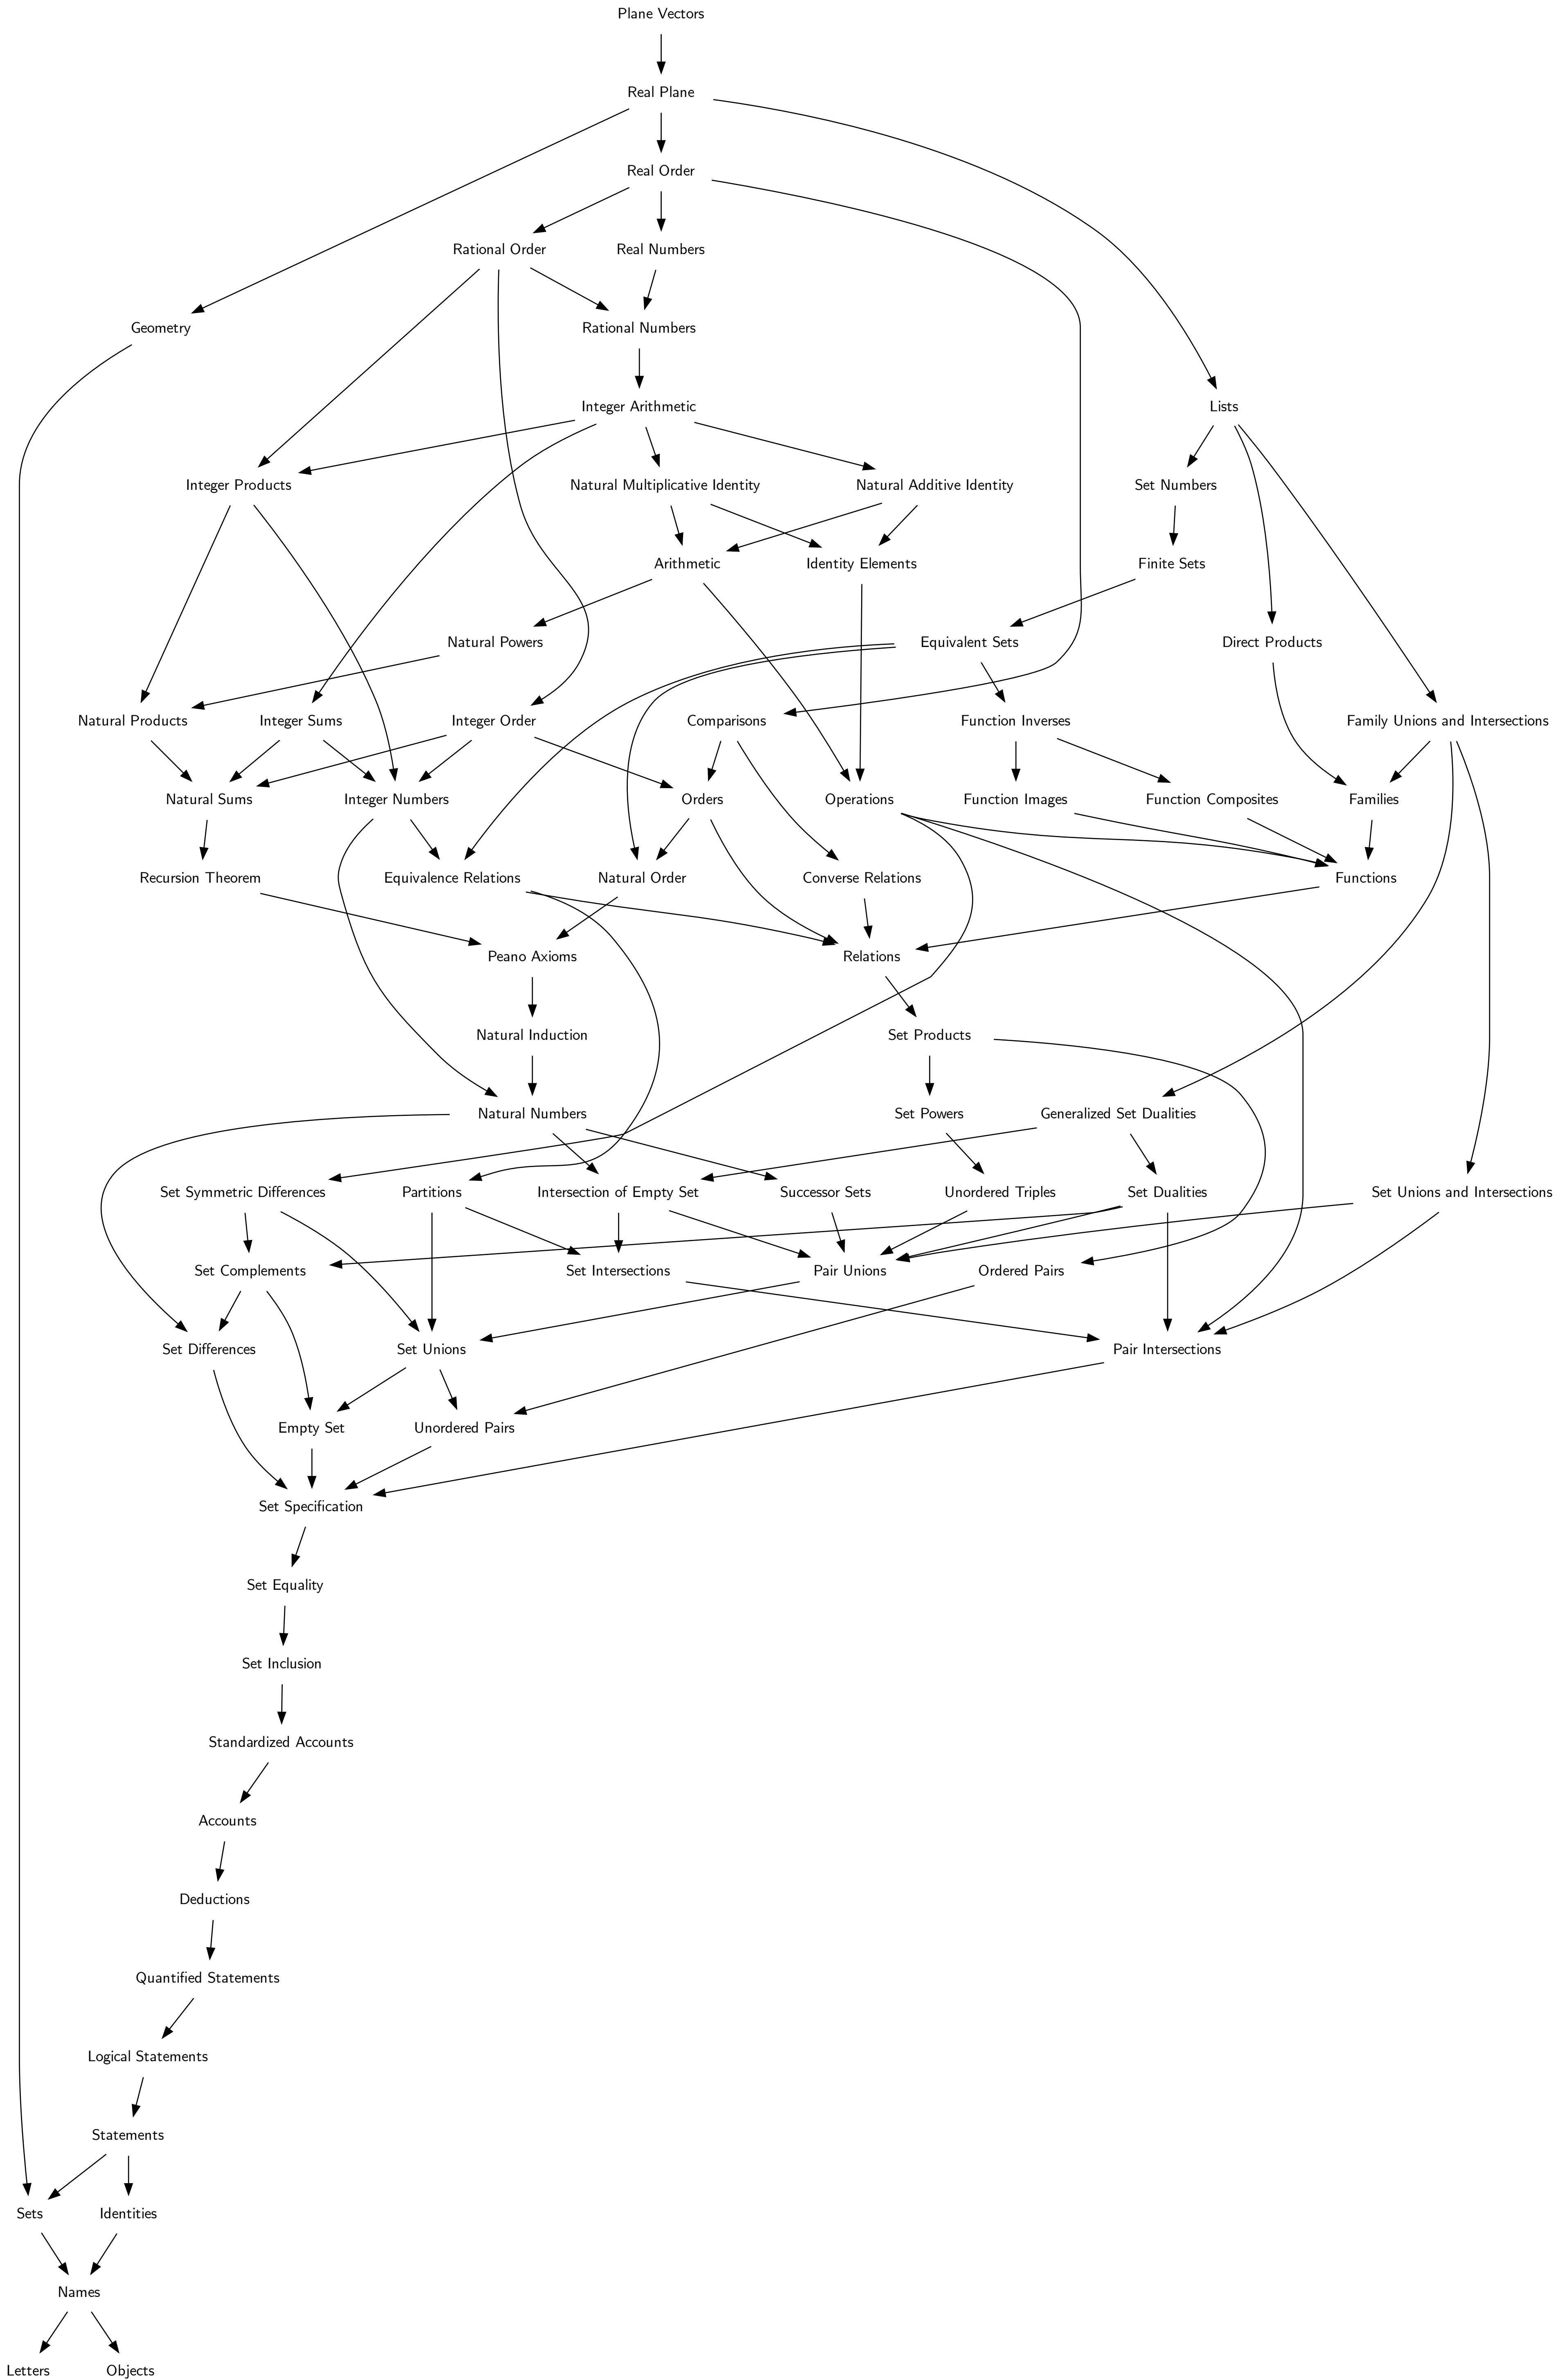 Plane Vectors
Real Plane
Real Order
Rational Order
Real Numbers
Geometry
Rational Numbers
Integer Arithmetic
Lists
Integer Products
Natural Multiplicative Identity
Natural Additive Identity
Set Numbers
Arithmetic
Identity Elements
Finite Sets
Natural Powers
Equivalent Sets
Direct Products
Natural Products
Integer Sums
Integer Order
Comparisons
Function Inverses
Family Unions and Intersections
Natural Sums
Integer Numbers
Orders
Operations
Function Images
Function Composites
Families
Recursion Theorem
Equivalence Relations
Natural Order
Converse Relations
Functions
Peano Axioms
Relations
Natural Induction
Set Products
Natural Numbers
Set Powers
Generalized Set Dualities
Set Symmetric Differences
Partitions
Intersection of Empty Set
Successor Sets
Unordered Triples
Set Dualities
Set Unions and Intersections
Set Complements
Set Intersections
Pair Unions
Ordered Pairs
Set Differences
Set Unions
Pair Intersections
Empty Set
Unordered Pairs
Set Specification
Set Equality
Set Inclusion
Standardized Accounts
Accounts
Deductions
Quantified Statements
Logical Statements
Statements
Sets
Identities
Names
Letters
Objects